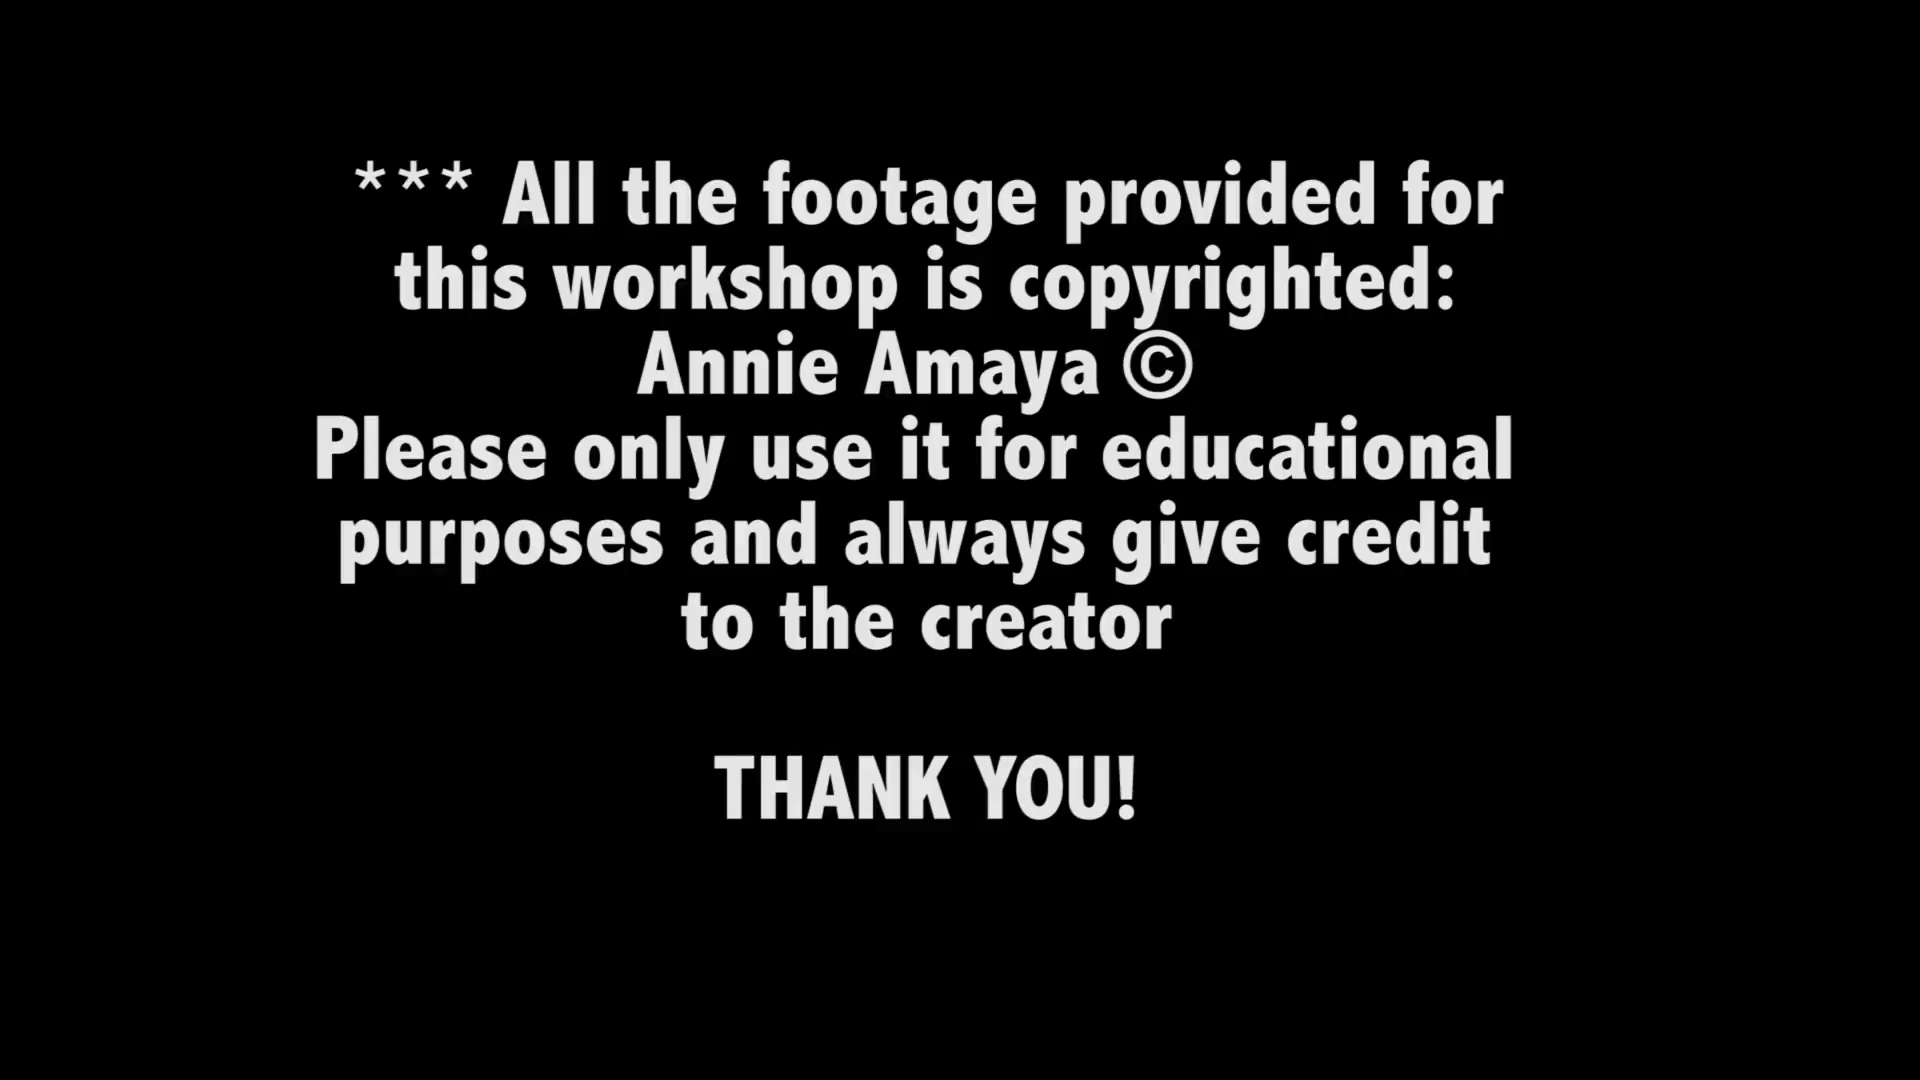 *** All the footage provided for
this workshop is copyrighted:
Annie Amaya ©
Please only use it for educational
purposes and always give credit
to the creator
THANK YOU!